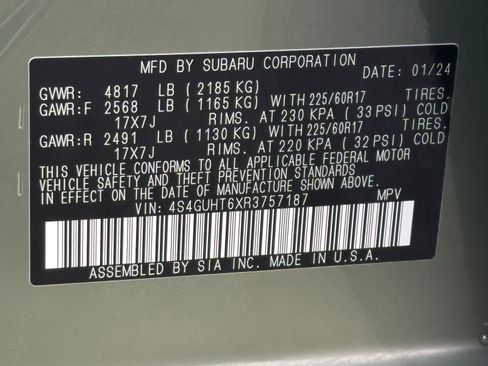 MFD BY SUBARU CORPORATION
DATE: 01/24
GVWR: 4817 LB (2185 KG)
GAWR:F 2568 LB (1165 KG) WITH 225/60R17 TIRES.
17X7J RIMS. AT 230 KPA (33 PSI) COLD
GAWR:R 2491 LB (1130 KG) WITH 225/60R17 TIRES.
17X7J RIMS. AT 220 KPA (32 PSI) COLD
THIS VEHICLE CONFORMS TO ALL APPLICABLE FEDERAL MOTOR
VEHICLE SAFETY AND THEFT PREVENTION STANDARDS
IN EFFECT ON THE DATE OF MANUFACTURE SHOWN ABOVE.
VIN: 4S4GUHT6XR3757187 MPV
ASSEMBLED BY SIA INC. MADE IN U.S.A.